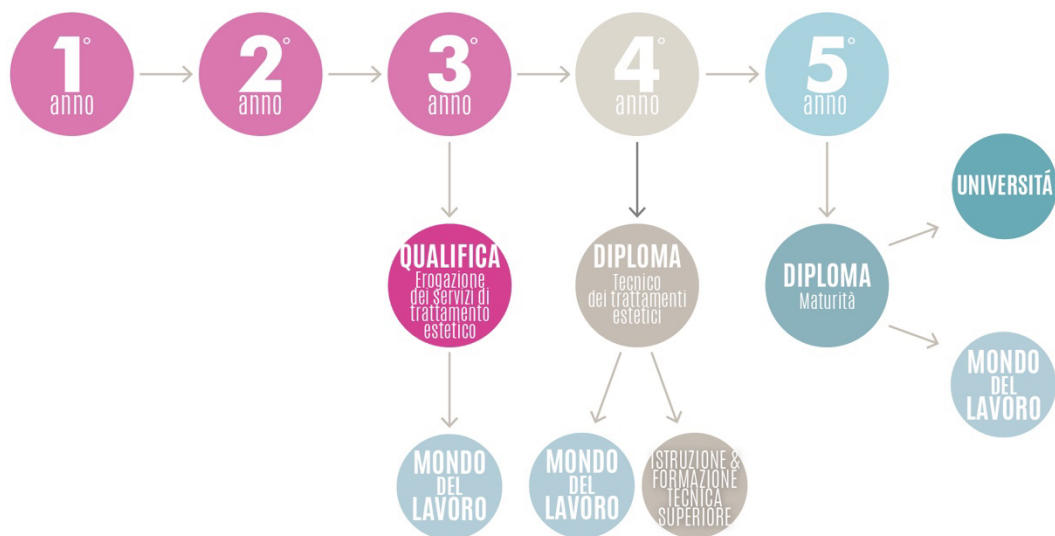 1°
anno
2°
anno
3°
anno
4°
anno
5°
anno
UNIVERSITÁ
QUALIFICA
Erogazione
dei servizi di
trattamento
estetico
DIPLOMA
Tecnico
dei trattamenti
estetici
DIPLOMA
Maturità
MONDO
DEL
LAVORO
MONDO
DEL
LAVORO
MONDO
DEL
LAVORO
ISTRUZIONE &
FORMAZIONE
TECNICA
SUPERIORE